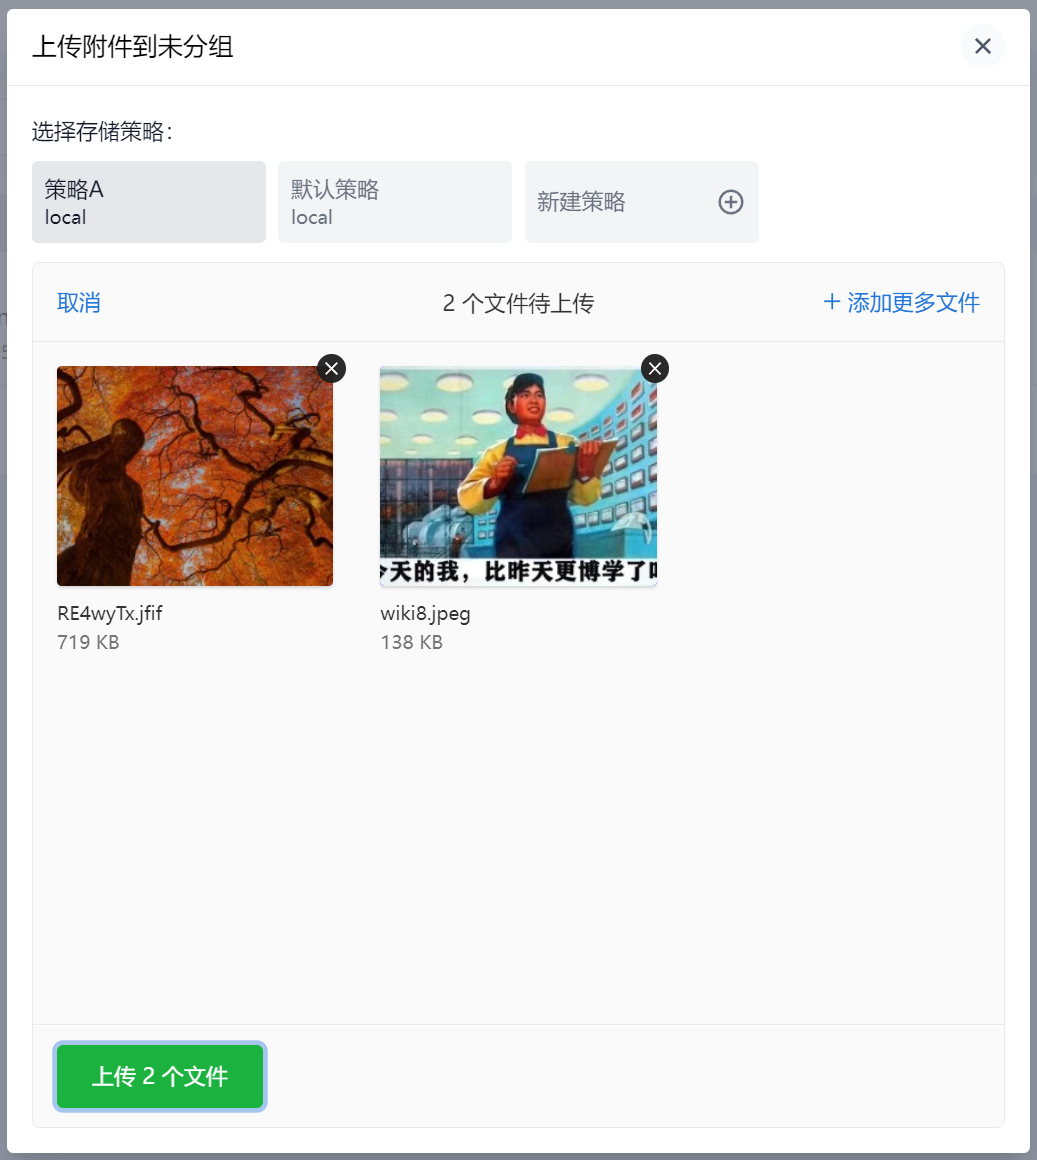 上传附件到未分组
选择存储策略：
策略A
local
默认策略
local
新建策略
取消
2 个文件待上传
添加更多文件
天的我，比昨天更博学了
RE4wyTx.jfif
719 KB
wiki8.jpeg
138 KB
上传 2 个文件